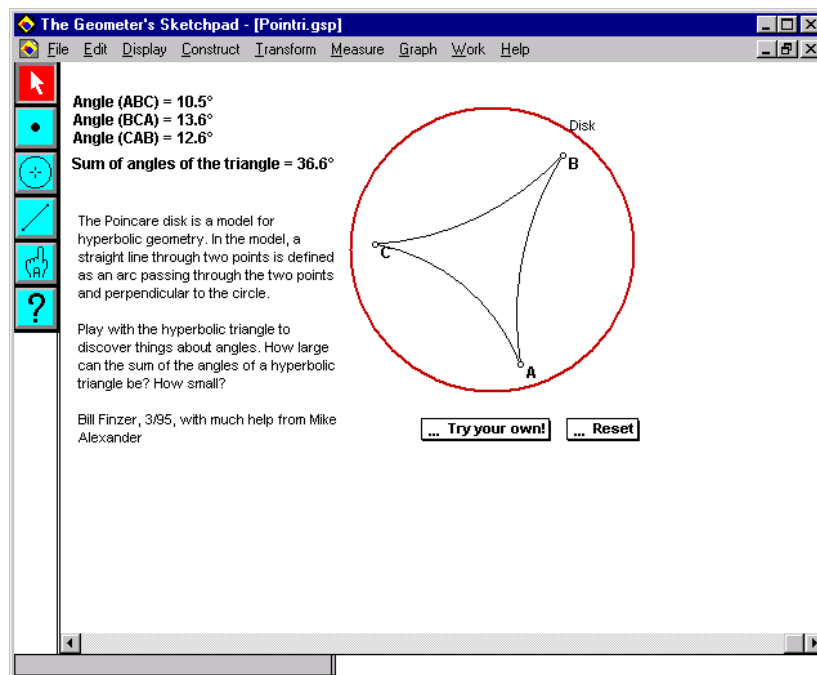 The Geometer's Sketchpad - [Pointri.gsp]
File Edit Display Construct Transform Measure Graph Work Help
Angle (ABC) = 10.5°
Angle (BCA) = 13.6°
Angle (CAB) = 12.6°
Sum of angles of the triangle = 36.6°
The Poincare disk is a model for
hyperbolic geometry. In the model, a
straight line through two points is defined
as an arc passing through the two points
and perpendicular to the circle.
Play with the hyperbolic triangle to
discover things about angles. How large
can the sum of the angles of a hyperbolic
triangle be? How small?
Bill Finzer, 3/95, with much help from Mike
Alexander
Disk
B
C
A
... Try your own!
... Reset
(A)
?